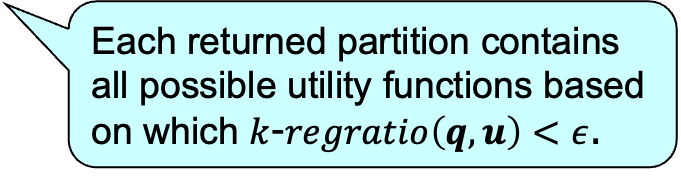 Each returned partition contains
all possible utility functions based
on which k-regratio(q, u) < ϵ.